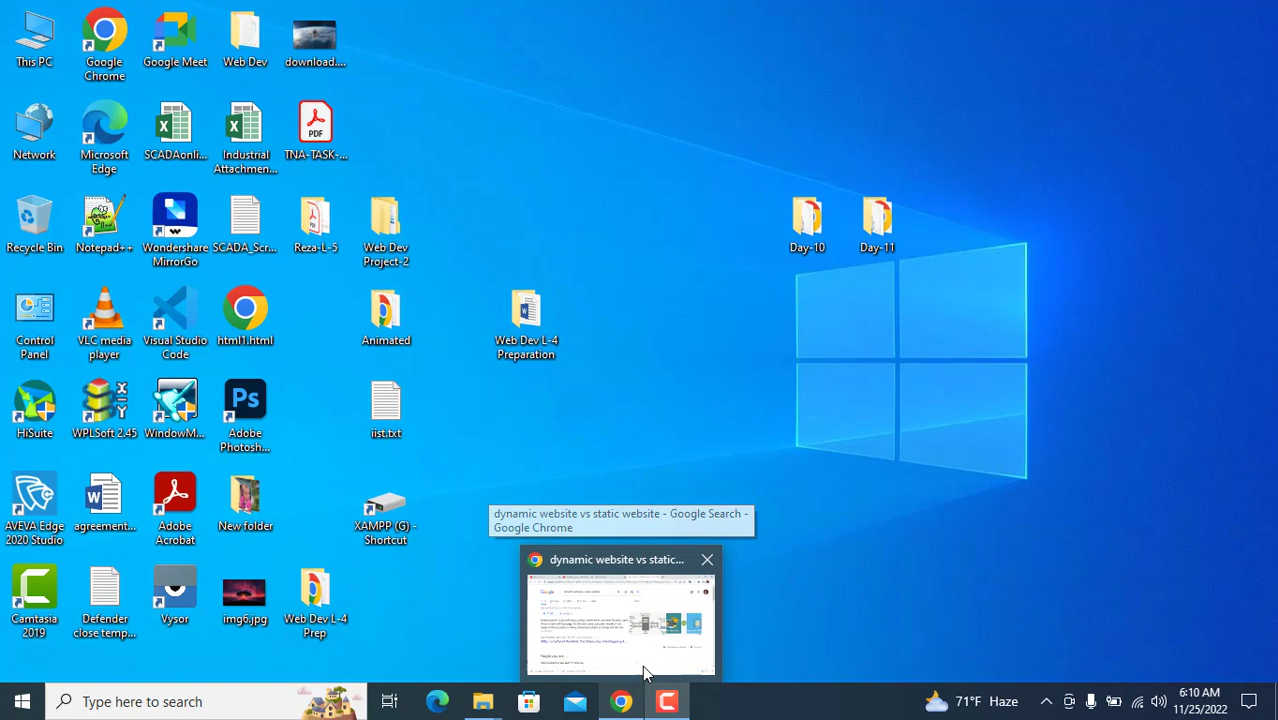 This PC
Google
Chrome
Google Meet
Web Dev
download....
Network
Microsoft
Edge
SCADAonli...
Industrial
Attachmen...
PDF
TNA-TASK-...
Recycle Bin
Notepad++
Wondershare
MirrorGo
SCADA_Scr...
Reza-L-5
Web Dev
Project-2
Day-10
Day-11
Control
Panel
VLC media
player
Visual Studio
Code
html1.html
Animated
Web Dev L-4
Preparation
HiSuite
WPLSoft 2.45
WindowM...
Ps
Adobe
Photosh...
iist.txt
AVEVA Edge
2020 Studio
agreement...
Adobe
Acrobat
New folder
XAMPP (G) -
Shortcut
dynamic website vs static website - Google Search -
Google Chrome
dynamic website vs static...
Camtasia
2019
Defender
close temp...
Vysor
img6.jpg
Web Dev L-4
Prep
Type here to search
71°F Haze
6:10 AM
11/25/2022